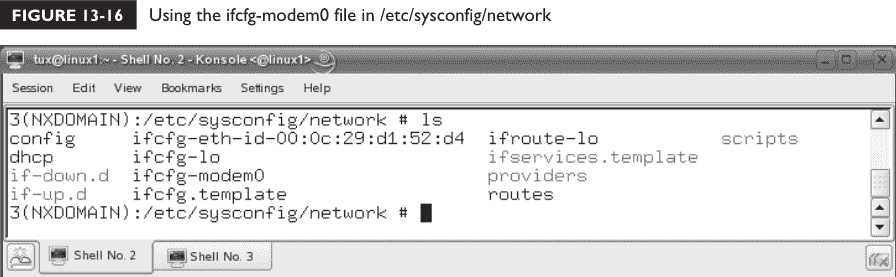 FIGURE 13-16 Using the ifcfg-modem0 file in /etc/sysconfig/network
tux@linux1:~ - Shell No. 2 - Konsole <@linux1>
Session Edit View Bookmarks Settings Help
3(NXDOMAIN):/etc/sysconfig/network # ls
config ifcfg-eth-id-00:0c:29:d1:52:d4 ifroute-lo scripts
dhcp ifcfg-lo ifservices.template
if-down.d ifcfg-modem0 providers
if-up.d ifcfg.template routes
3(NXDOMAIN):/etc/sysconfig/network #
Shell No. 2 Shell No. 3